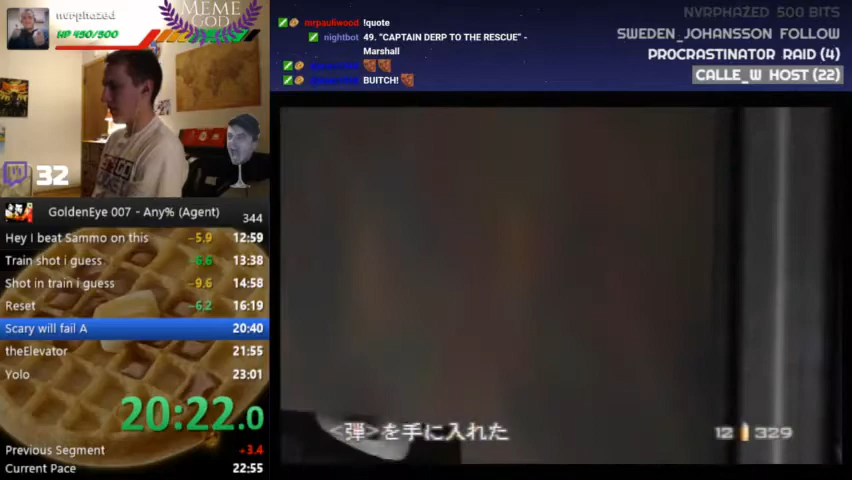 nvrphazed
HP 450/500
MEME
GOD
32
GoldenEye 007 - Any% (Agent)
344
Hey I beat Sammo on this -5.9 12:59
Train shot i guess -6.6 13:38
Shot in train i guess -9.6 14:58
Reset -6.2 16:19
Scary will fail A 20:40
theElevator 21:55
Yolo 23:01
20:22.0
Previous Segment +3.4
Current Pace 22:55
mrpauliwood !quote
nightbot 49. "CAPTAIN DERP TO THE RESCUE" -
Marshall
BUITCH!
NVRPHAZED 500 BITS
SWEDEN_JOHANSSON FOLLOW
PROCRASTINATOR RAID (4)
CALLE_W HOST (22)
<弾>を手に入れた
12 329